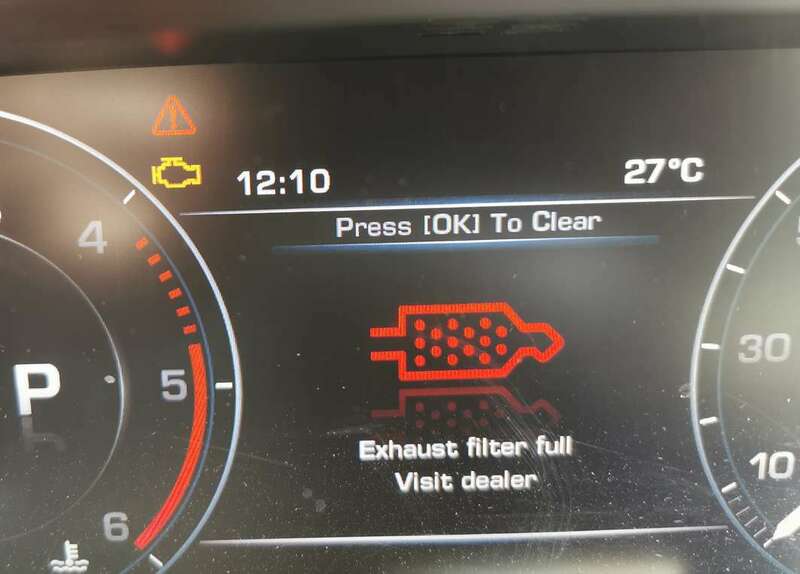 12:10
27°C
Press [OK] To Clear
4
P
5
30
Exhaust filter full
Visit dealer
10
6